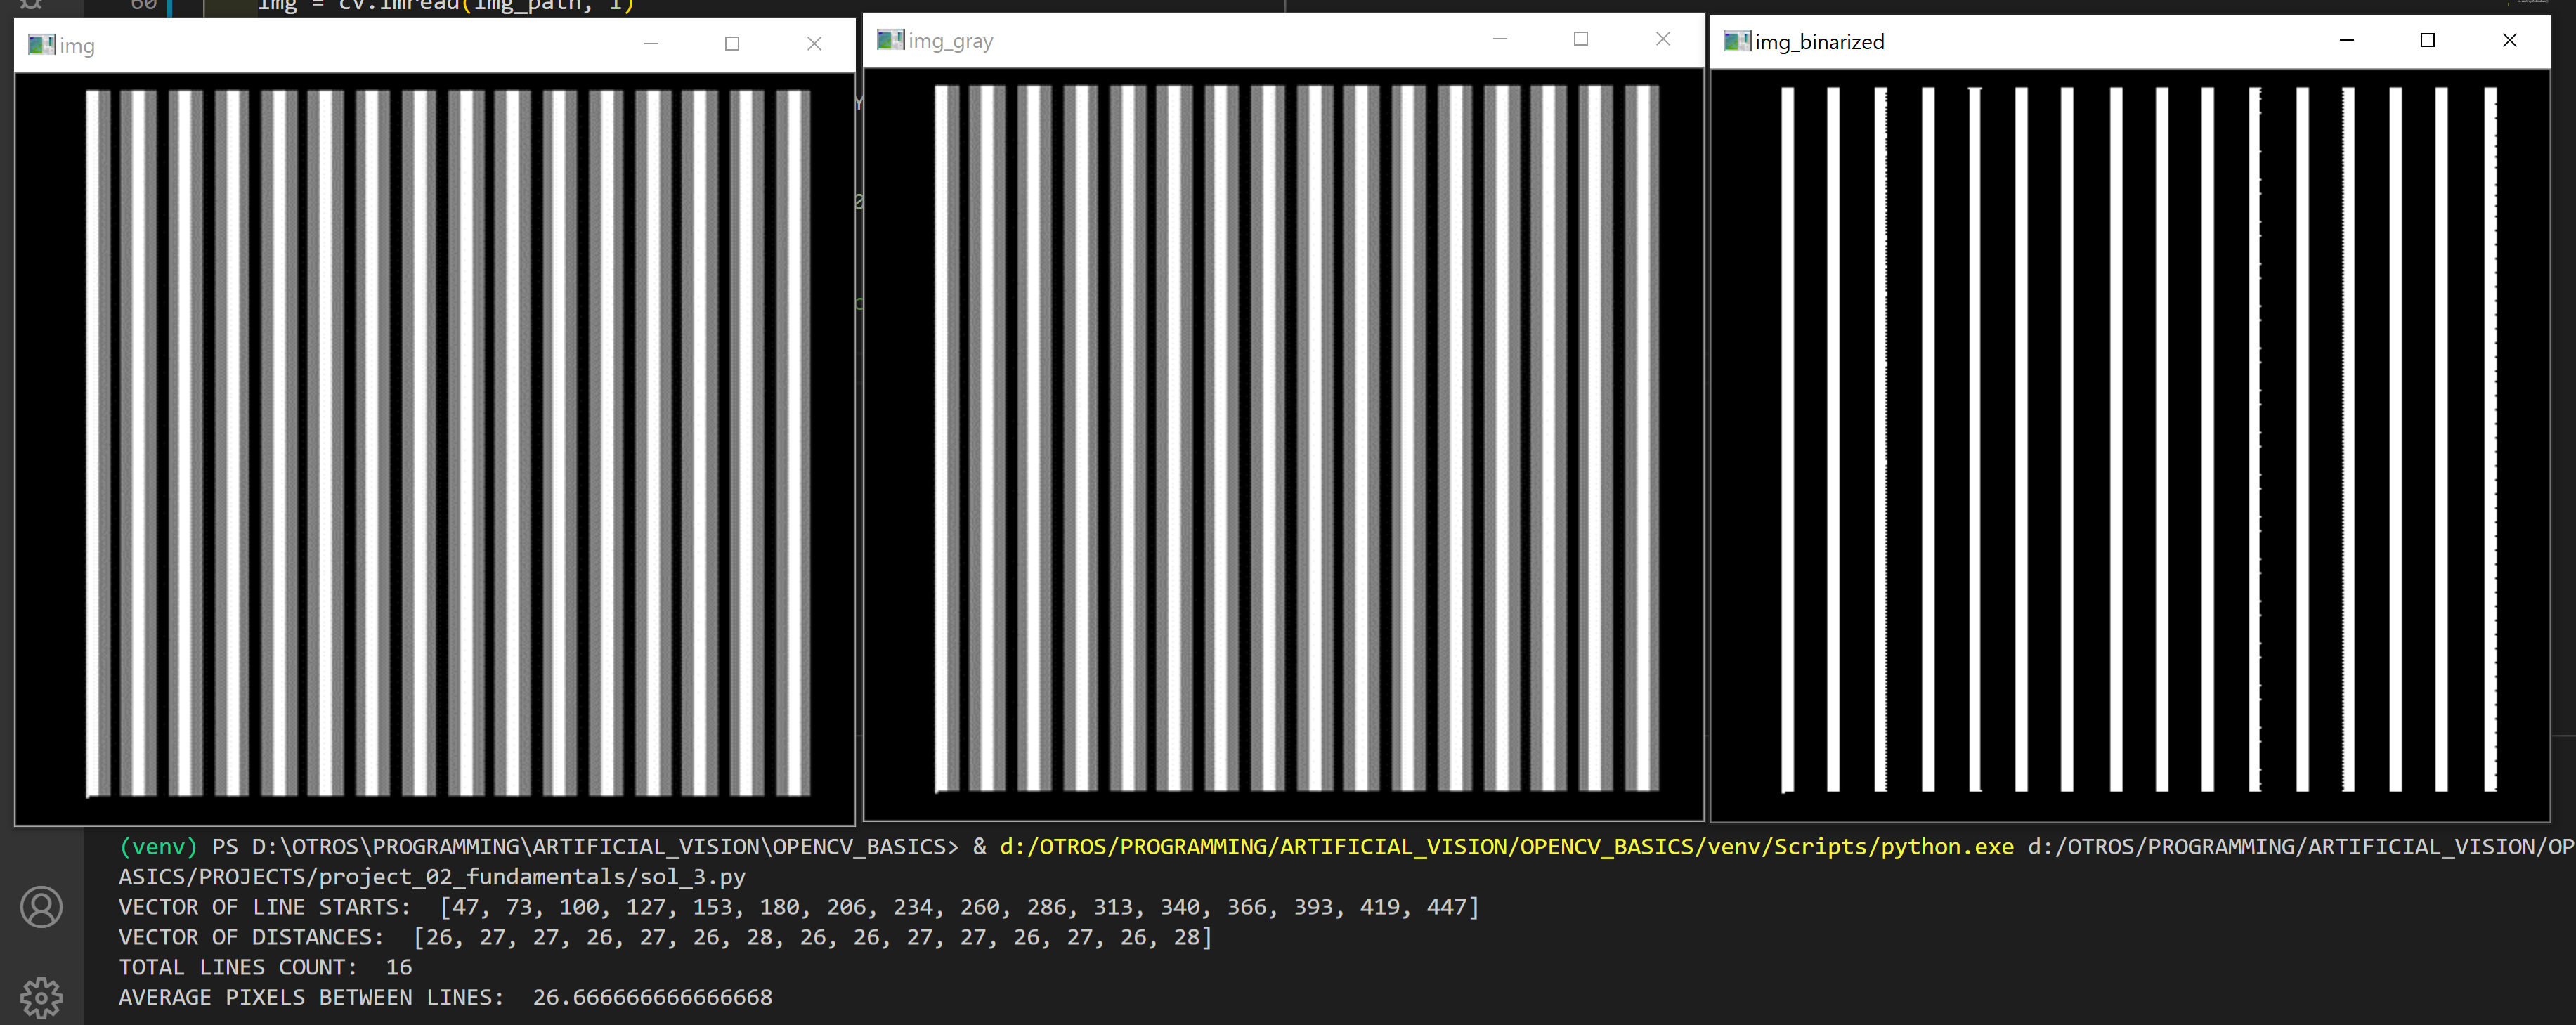 60 img = cv.imread(img_path, 1)
img
img_gray
img_binarized
(venv) PS D:\OTROS\PROGRAMMING\ARTIFICIAL_VISION\OPENCV_BASICS> & d:/OTROS/PROGRAMMING/ARTIFICIAL_VISION/OPENCV_BASICS/venv/Scripts/python.exe d:/OTROS/PROGRAMMING/ARTIFICIAL_VISION/OP
ASICS/PROJECTS/project_02_fundamentals/sol_3.py
VECTOR OF LINE STARTS: [47, 73, 100, 127, 153, 180, 206, 234, 260, 286, 313, 340, 366, 393, 419, 447]
VECTOR OF DISTANCES: [26, 27, 27, 26, 27, 26, 28, 26, 26, 27, 27, 26, 27, 26, 28]
TOTAL LINES COUNT: 16
AVERAGE PIXELS BETWEEN LINES: 26.666666666666668